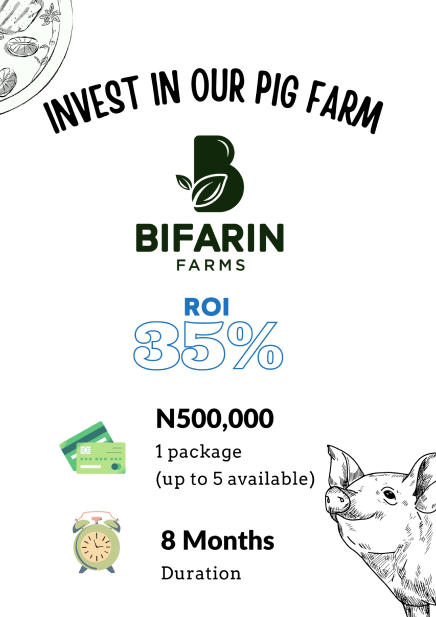 INVEST IN OUR PIG FARM
BIFARIN
FARMS
ROI
35%
N500,000
1 package
(up to 5 available)
8 Months
Duration